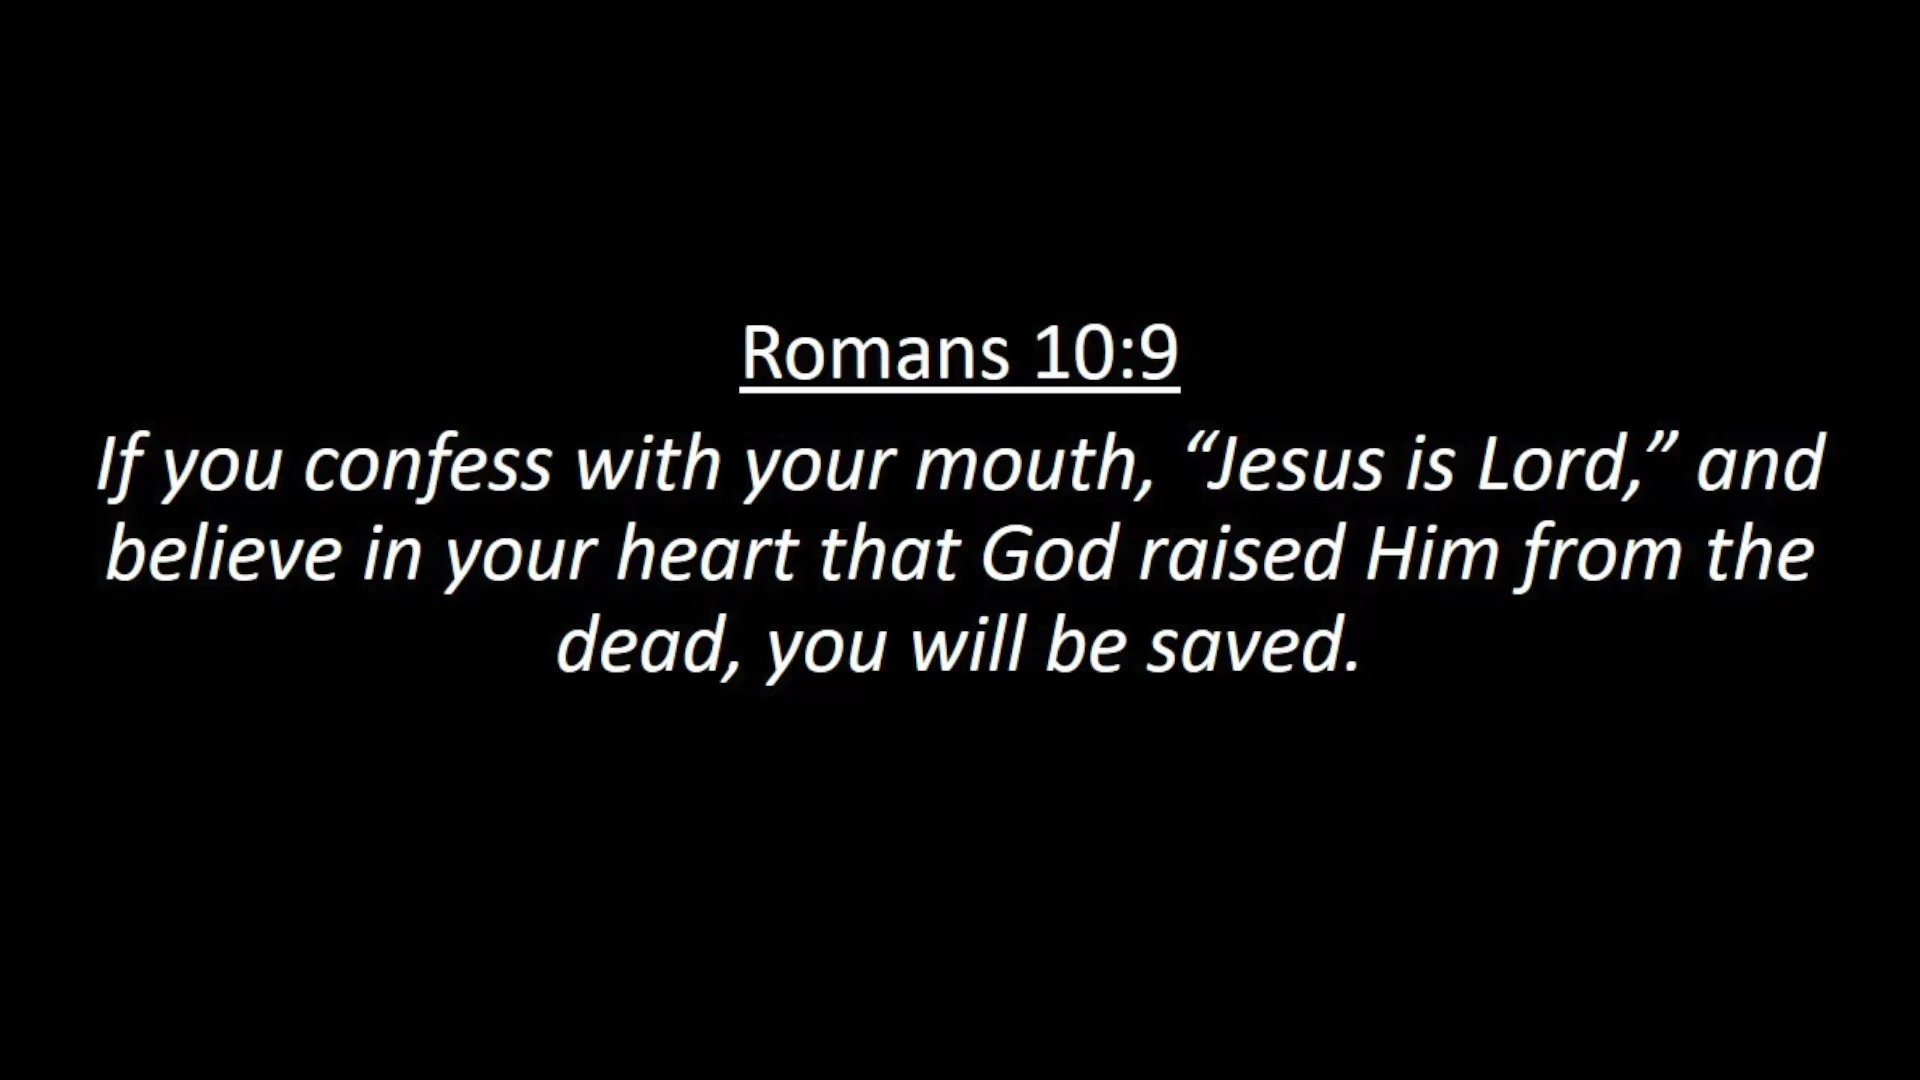 Romans 10:9
If you confess with your mouth, “Jesus is Lord,” and
believe in your heart that God raised Him from the
dead, you will be saved.